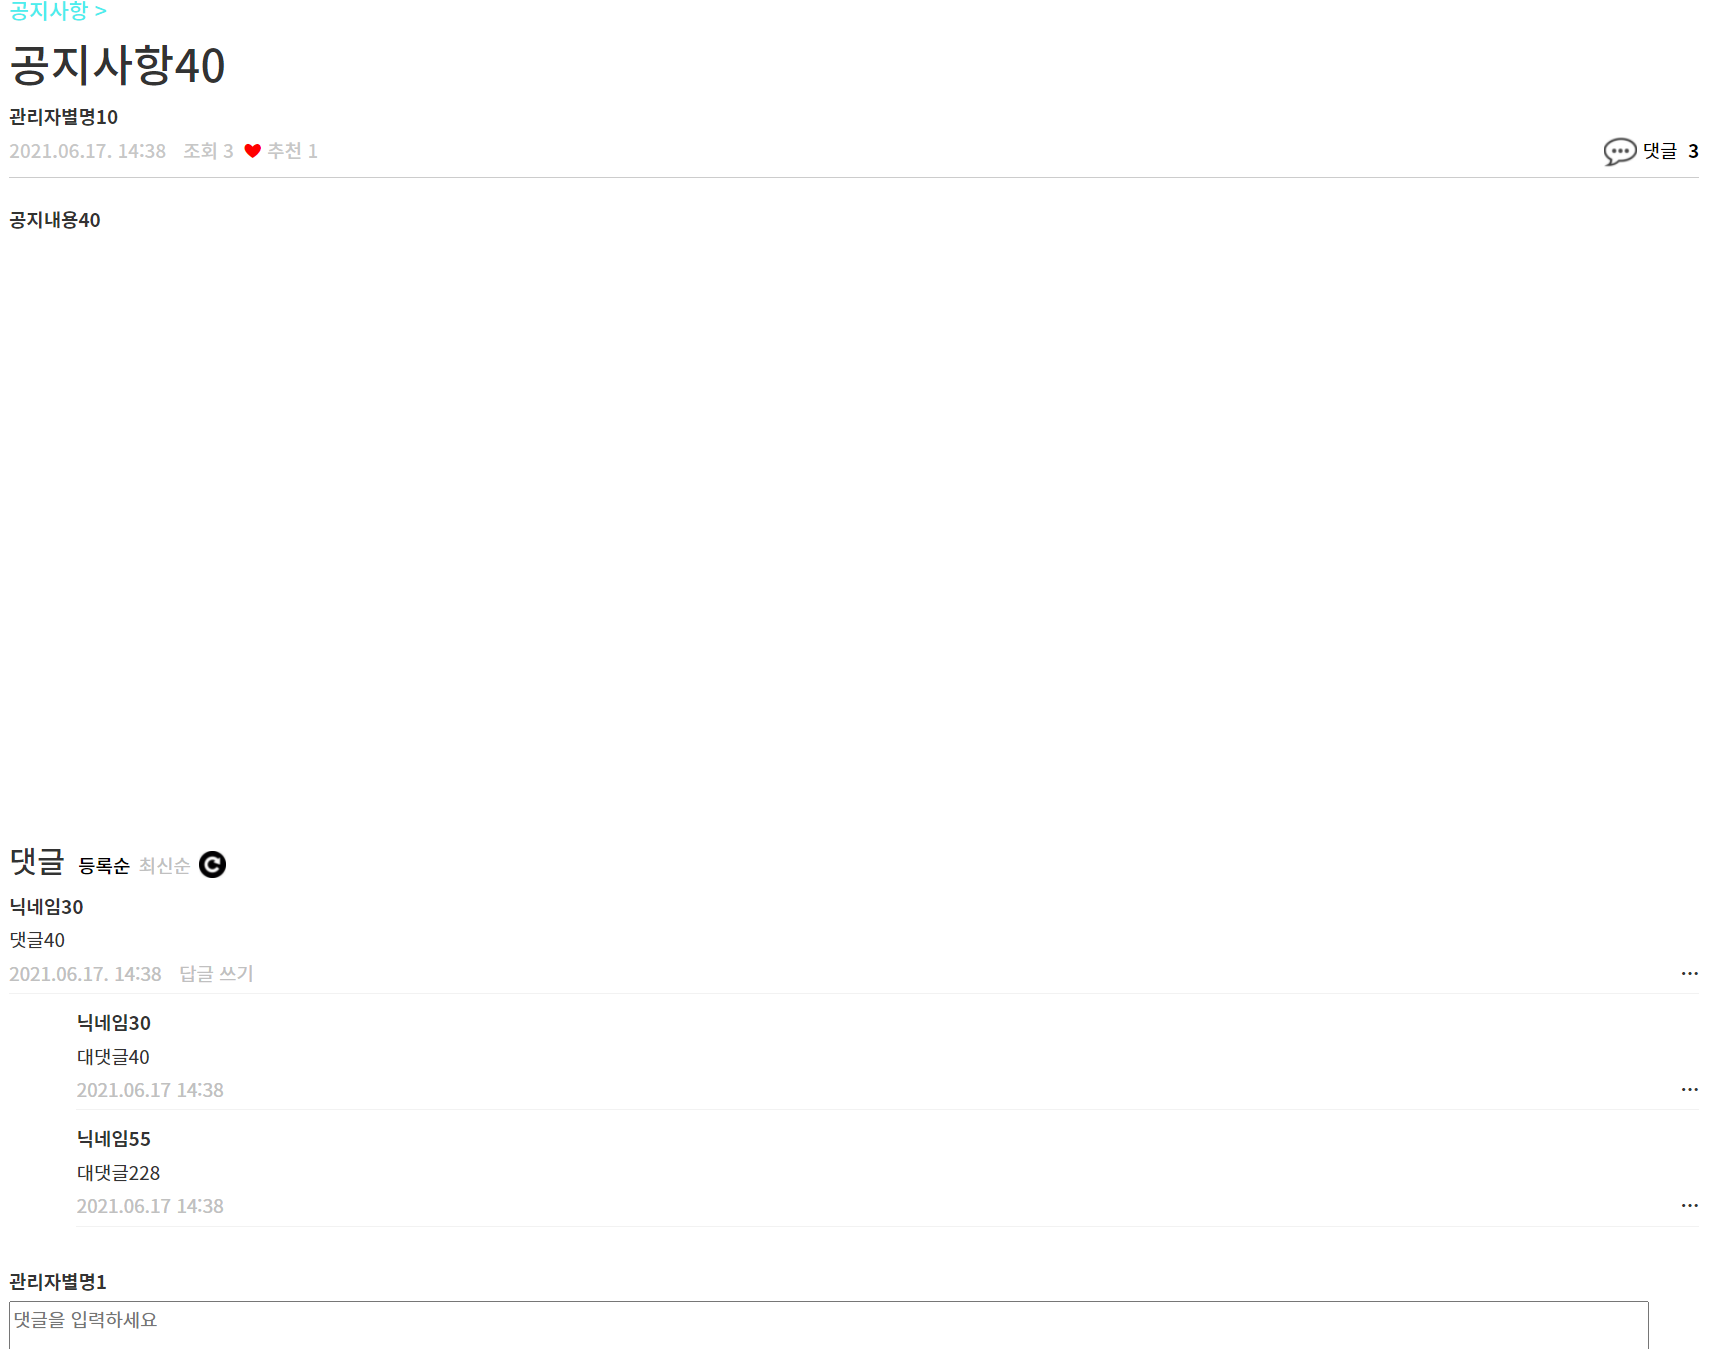 공지사항 >
공지사항40
관리자별명10
2021.06.17. 14:38 조회 3 추천 1 댓글 3
공지내용40
댓글 등록순 최신순
닉네임30
댓글40
2021.06.17. 14:38 답글 쓰기 ...
닉네임30
대댓글40
2021.06.17 14:38 ...
닉네임55
대댓글228
2021.06.17 14:38 ...
관리자별명1
댓글을 입력하세요